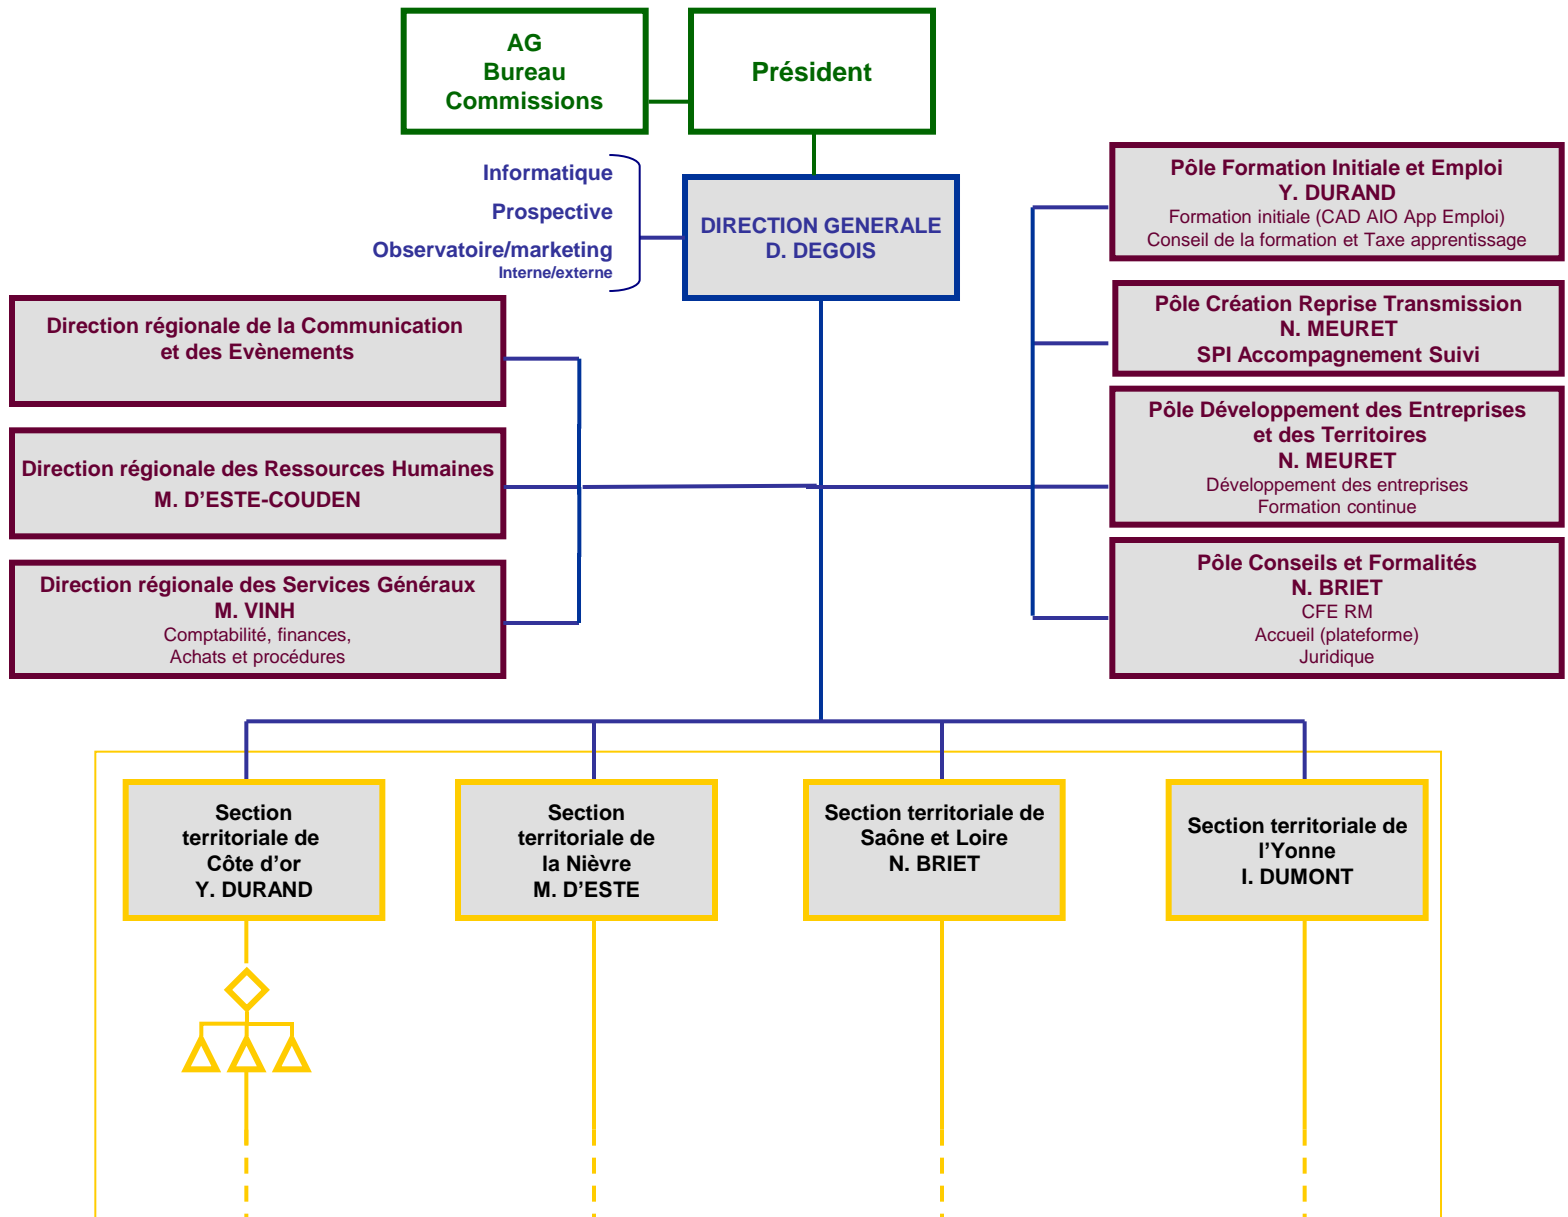 AG
Bureau
Commissions
Président
Informatique
Prospective
Observatoire/marketing
Interne/externe
DIRECTION GENERALE
D. DEGOIS
Direction régionale de la Communication
et des Evènements
Direction régionale des Ressources Humaines
M. D'ESTE-COUDEN
Direction régionale des Services Généraux
M. VINH
Comptabilité, finances,
Achats et procédures
Pôle Formation Initiale et Emploi
Y. DURAND
Formation initiale (CAD AIO App Emploi)
Conseil de la formation et Taxe apprentissage
Pôle Création Reprise Transmission
N. MEURET
SPI Accompagnement Suivi
Pôle Développement des Entreprises
et des Territoires
N. MEURET
Développement des entreprises
Formation continue
Pôle Conseils et Formalités
N. BRIET
CFE RM
Accueil (plateforme)
Juridique
Section
territoriale de
Côte d'or
Y. DURAND
Section
territoriale de
la Nièvre
M. D'ESTE
Section territoriale de
Saône et Loire
N. BRIET
Section territoriale de
l'Yonne
I. DUMONT